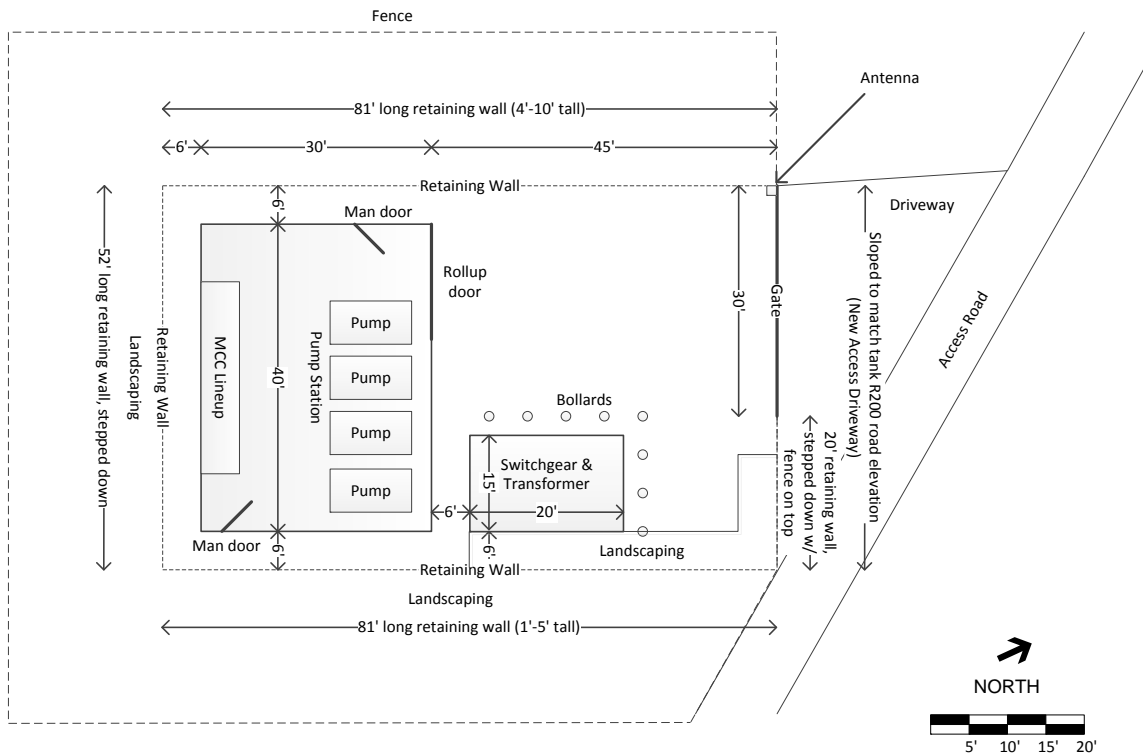 Fence
Antenna
81' long retaining wall (4'-10' tall)
6'
30'
45'
Retaining Wall
6'
Man door
Driveway
Rollup
door
52' long retaining wall, stepped down
Landscaping
Retaining Wall
MCC Lineup
40'
Pump Station
Pump
Pump
Pump
Pump
30'
Gate
Sloped to match tank R200 road elevation
(New Access Driveway)
Access Road
Bollards
Switchgear &
Transformer
15'
20'
6'
20' retaining wall,
stepped down w/
fence on top
Man door
6'
6'
Landscaping
Retaining Wall
Landscaping
81' long retaining wall (1'-5' tall)
NORTH
5'
10'
15'
20'